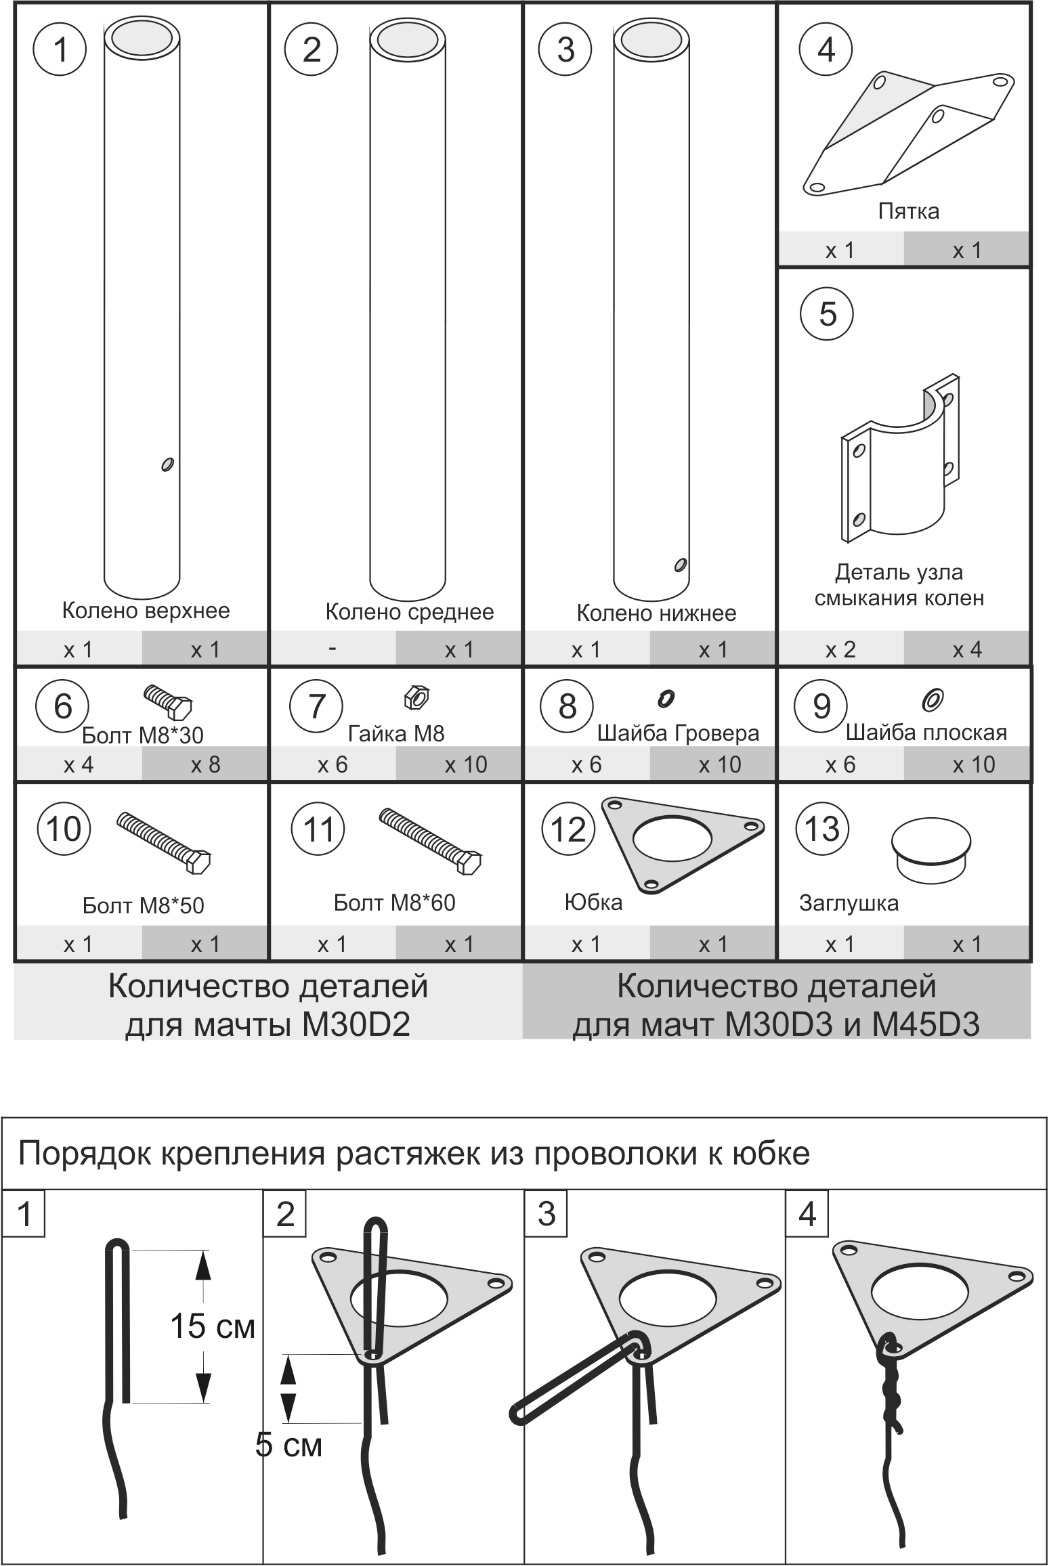 1
2
3
4
Пятка
х 1
х 1
5
Деталь узла
смыкания колен
Колено верхнее
Колено среднее
Колено нижнее
х 1
х 1
-
х 1
х 1
х 1
х 2
х 4
6
Болт М8*30
7
Гайка М8
8
Шайба Гровера
9
Шайба плоская
х 4
х 8
х 6
х 10
х 6
х 10
х 6
х 10
10
Болт М8*50
11
Болт М8*60
12
Юбка
13
Заглушка
х 1
х 1
х 1
х 1
х 1
х 1
х 1
х 1
Количество деталей
для мачты M30D2
Количество деталей
для мачт M30D3 и M45D3
Порядок крепления растяжек из проволоки к юбке
1
15 см
2
5 см
3
4